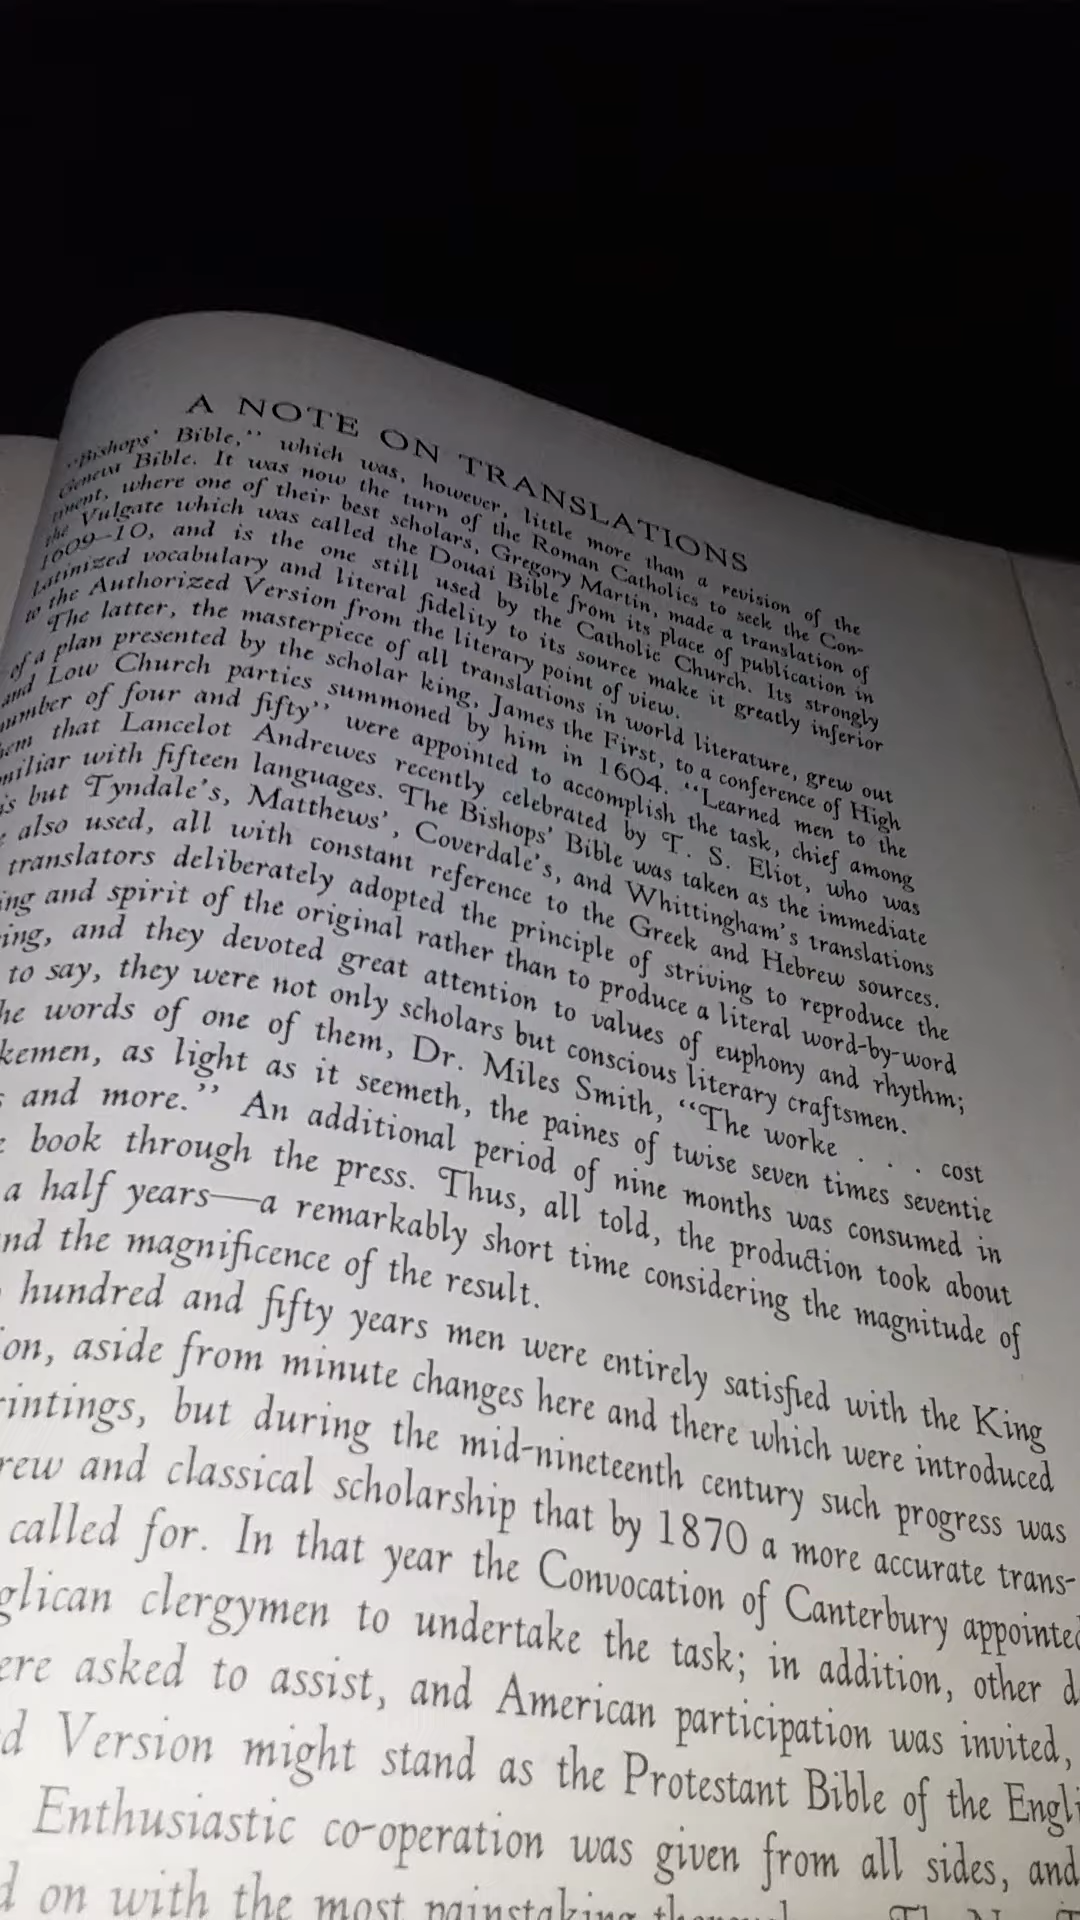 A NOTE ON TRANSLATIONS
"Bishops' Bible," which was, however, little more than a revision of the
Geneva Bible. It was now the turn of the Roman Catholics to seek the Con-
ment, where one of their best scholars, Gregory Martin, made a translation of
the Vulgate which was called the Douai Bible from its place of publication in
1609–10, and is the one still used by the Catholic Church. Its strongly
Latinized vocabulary and literal fidelity to its source make it greatly inferior
to the Authorized Version from the literary point of view.
The latter, the masterpiece of all translations in world literature, grew out
of a plan presented by the scholar king, James the First, to a conference of High
and Low Church parties summoned by him in 1604. "Learned men to the
number of four and fifty" were appointed to accomplish the task, chief among
that Lancelot Andrewes recently celebrated by T. S. Eliot, who was
with fifteen languages. The Bishops' Bible was taken as the immediate
but Tyndale's, Matthews', Coverdale's, and Whittingham's translations
also used, all with constant reference to the Greek and Hebrew sources.
translators deliberately adopted the principle of striving to reproduce the
and spirit of the original rather than to produce a literal word-by-word
and they devoted great attention to values of euphony and rhythm;
to say, they were not only scholars but conscious literary craftsmen.
words of one of them, Dr. Miles Smith, "The worke . . . cost
as light as it seemeth, the paines of twise seven times seventie
and more." An additional period of nine months was consumed in
book through the press. Thus, all told, the production took about
a half years—a remarkably short time considering the magnitude of
the magnificence of the result.
hundred and fifty years men were entirely satisfied with the King
aside from minute changes here and there which were introduced
but during the mid-nineteenth century such progress was
and classical scholarship that by 1870 a more accurate trans-
called for. In that year the Convocation of Canterbury appointed
clergymen to undertake the task; in addition, other
asked to assist, and American participation was invited,
Version might stand as the Protestant Bible of the
Enthusiastic co-operation was given from all sides, and
on with the most painstaking